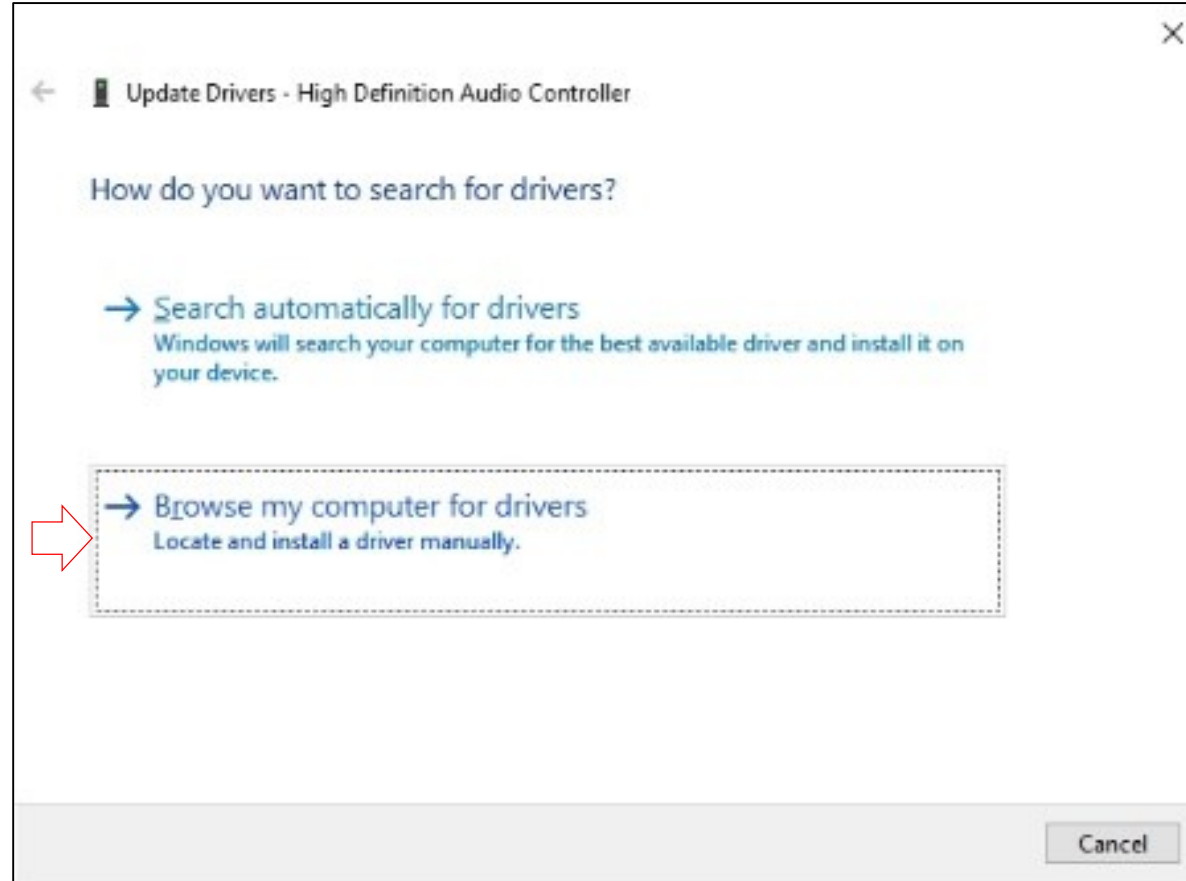 Update Drivers - High Definition Audio Controller
How do you want to search for drivers?
Search automatically for drivers
Windows will search your computer for the best available driver and install it on
your device.
Browse my computer for drivers
Locate and install a driver manually.
Cancel